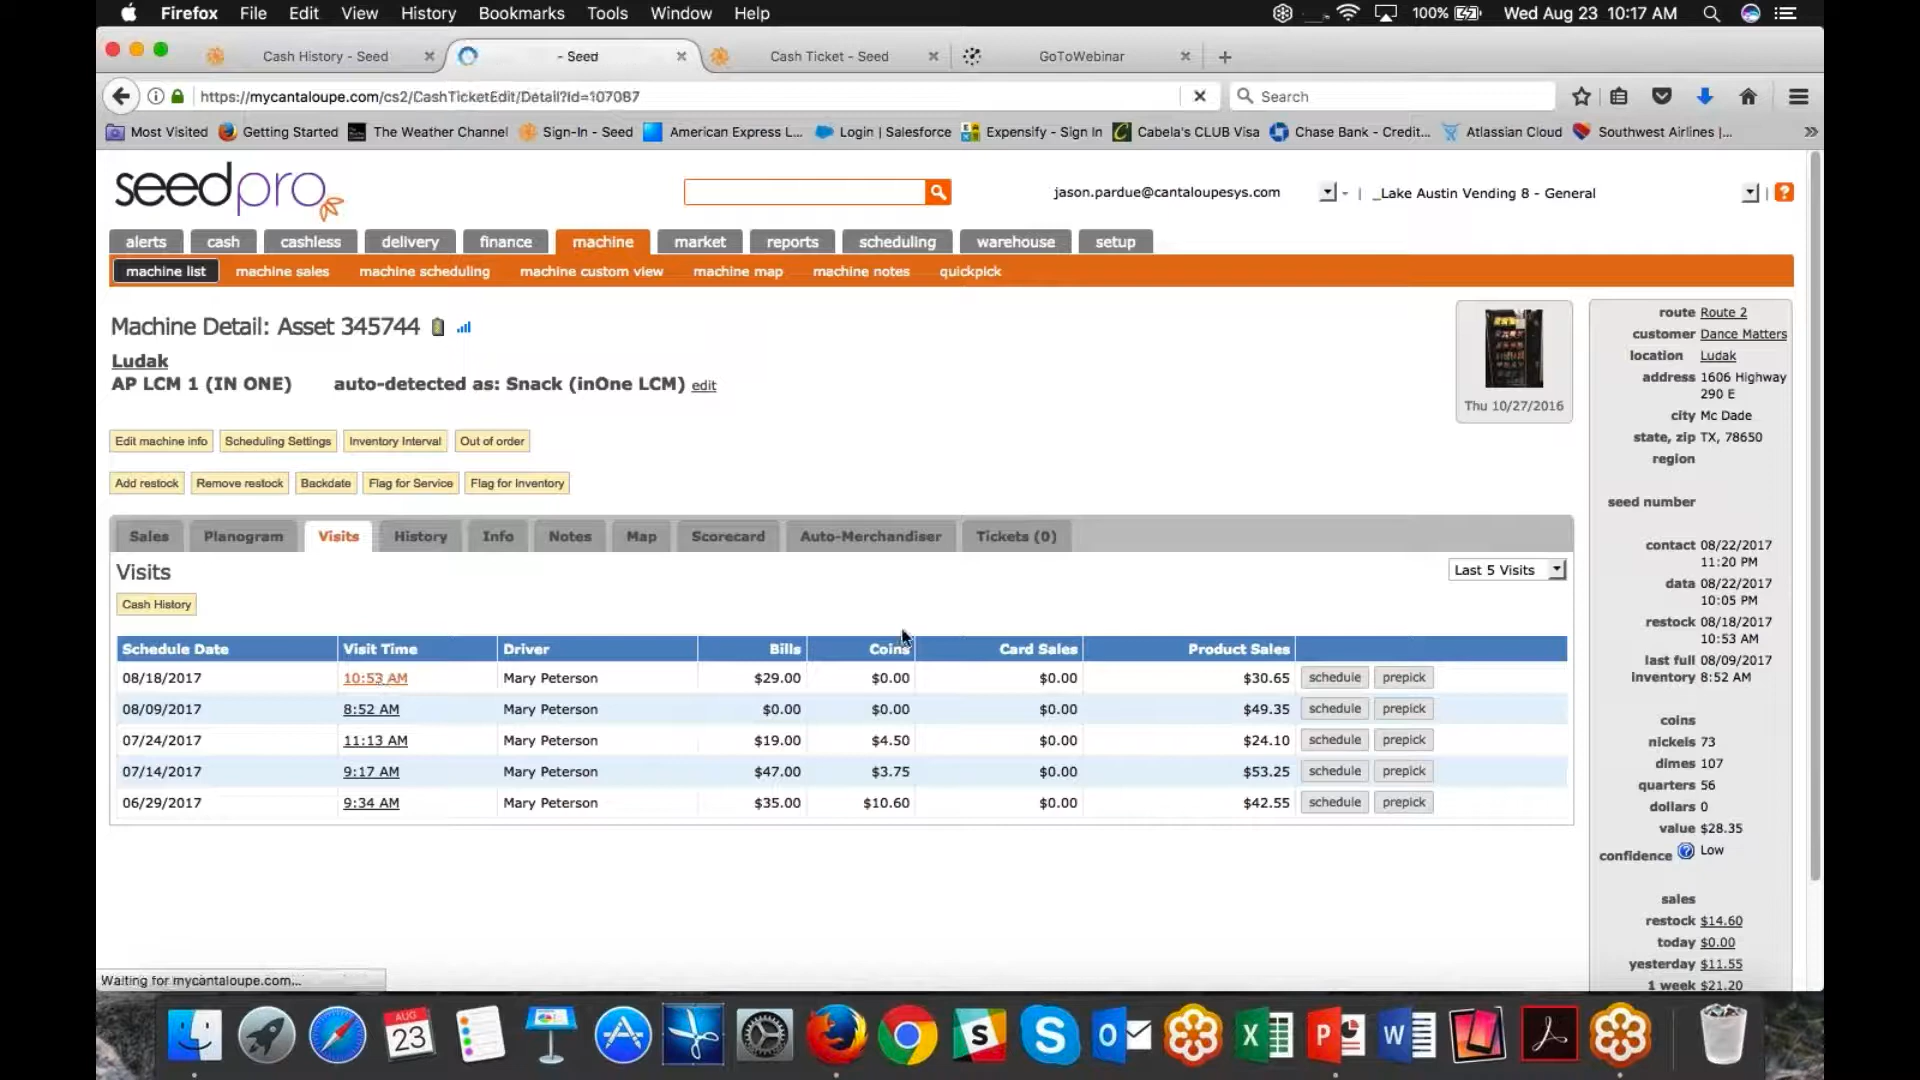 Firefox File Edit View History Bookmarks Tools Window Help 100% Wed Aug 23 10:17 AM
Cash History - Seed - Seed Cash Ticket - Seed GoToWebinar
https://mycantaloupe.com/cs2/CashTicketEdit/Detail?id=107087 Search
Most Visited Getting Started The Weather Channel Sign-In - Seed American Express L... Login | Salesforce Expensify - Sign In Cabela's CLUB Visa Chase Bank - Credit... Atlassian Cloud Southwest Airlines |...
seedpro jason.pardue@cantaloupesys.com - | _Lake Austin Vending 8 - General | ?
alerts cash cashless delivery finance machine market reports scheduling warehouse setup
machine list machine sales machine scheduling machine custom view machine map machine notes quickpick
Machine Detail: Asset 345744
Ludak
AP LCM 1 (IN ONE) auto-detected as: Snack (inOne LCM) edit
Thu 10/27/2016
Edit machine info Scheduling Settings Inventory Interval Out of order
Add restock Remove restock Backdate Flag for Service Flag for Inventory
Sales Planogram Visits History Info Notes Map Scorecard Auto-Merchandiser Tickets (0)
Visits Last 5 Visits
Cash History
Schedule Date Visit Time Driver Bills Coins Card Sales Product Sales
08/18/2017 10:53 AM Mary Peterson $29.00 $0.00 $0.00 $30.65 schedule prepick
08/09/2017 8:52 AM Mary Peterson $0.00 $0.00 $0.00 $49.35 schedule prepick
07/24/2017 11:13 AM Mary Peterson $19.00 $4.50 $0.00 $24.10 schedule prepick
07/14/2017 9:17 AM Mary Peterson $47.00 $3.75 $0.00 $53.25 schedule prepick
06/29/2017 9:34 AM Mary Peterson $35.00 $10.60 $0.00 $42.55 schedule prepick
route Route 2
customer Dance Matters
location Ludak
address 1606 Highway
290 E
city Mc Dade
state, zip TX, 78650
region
seed number
contact 08/22/2017
11:20 PM
data 08/22/2017
10:05 PM
restock 08/18/2017
10:53 AM
last full 08/09/2017
inventory 8:52 AM
coins
nickels 73
dimes 107
quarters 56
dollars 0
value $28.35
confidence ? Low
sales
restock $14.60
today $0.00
yesterday $11.55
1 week $21.20
Waiting for mycantaloupe.com...
AUG
23